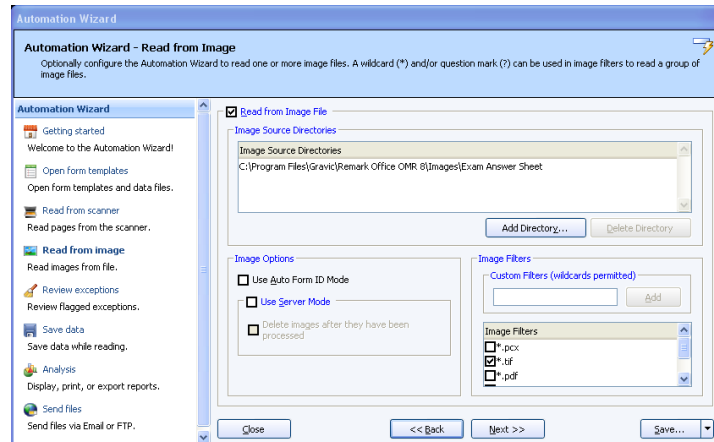 Automation Wizard
Automation Wizard - Read from Image
Optionally configure the Automation Wizard to read one or more image files. A wildcard (*) and/or question mark (?) can be used in image filters to read a group of
image files.
Automation Wizard
Getting started
Welcome to the Automation Wizard!
Open form templates
Open form templates and data files.
Read from scanner
Read pages from the scanner.
Read from image
Read images from file.
Review exceptions
Review flagged exceptions.
Save data
Save data while reading.
Analysis
Display, print, or export reports.
Send files
Send files via Email or FTP.
Read from Image File
Image Source Directories
Image Source Directories
C:\Program Files\Gravic\Remark Office OMR 8\Images\Exam Answer Sheet
Add Directory...
Delete Directory
Image Options
Use Auto Form ID Mode
Use Server Mode
Delete images after they have been
processed
Image Filters
Custom Filters (wildcards permitted)
Add
Image Filters
*.pcx
*.tif
*.pdf
Close
<< Back
Next >>
Save...